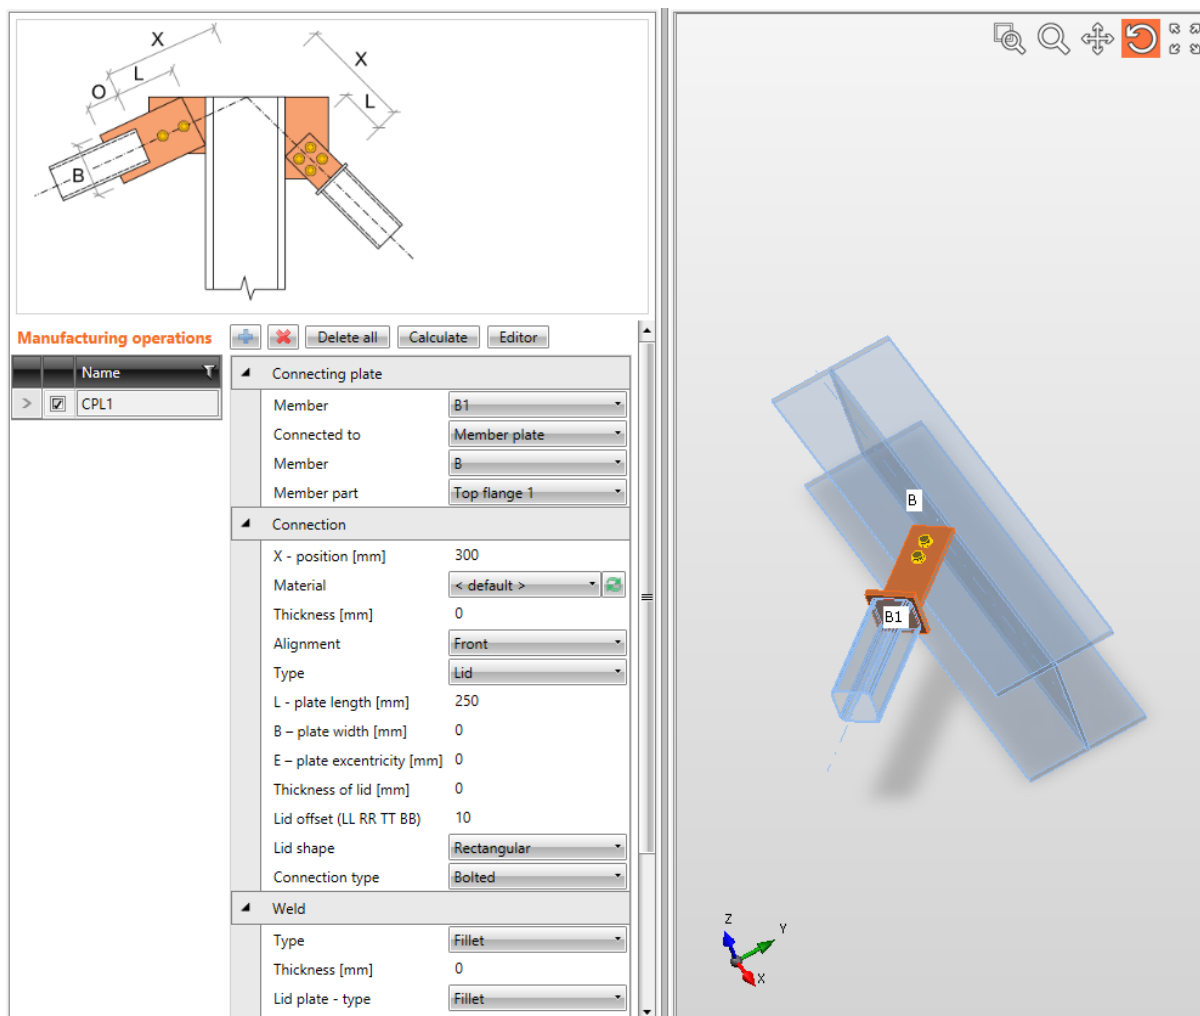 X
X
L
L
O
B
Manufacturing operations
Delete all
Calculate
Editor
Name
CPL1
Connecting plate
Member B1
Connected to Member plate
Member B
Member part Top flange 1
Connection
X - position [mm] 300
Material < default >
Thickness [mm] 0
Alignment Front
Type Lid
L - plate length [mm] 250
B – plate width [mm] 0
E – plate excentricity [mm] 0
Thickness of lid [mm] 0
Lid offset (LL RR TT BB) 10
Lid shape Rectangular
Connection type Bolted
Weld
Type Fillet
Thickness [mm] 0
Lid plate - type Fillet
B
B1
Z
Y
X